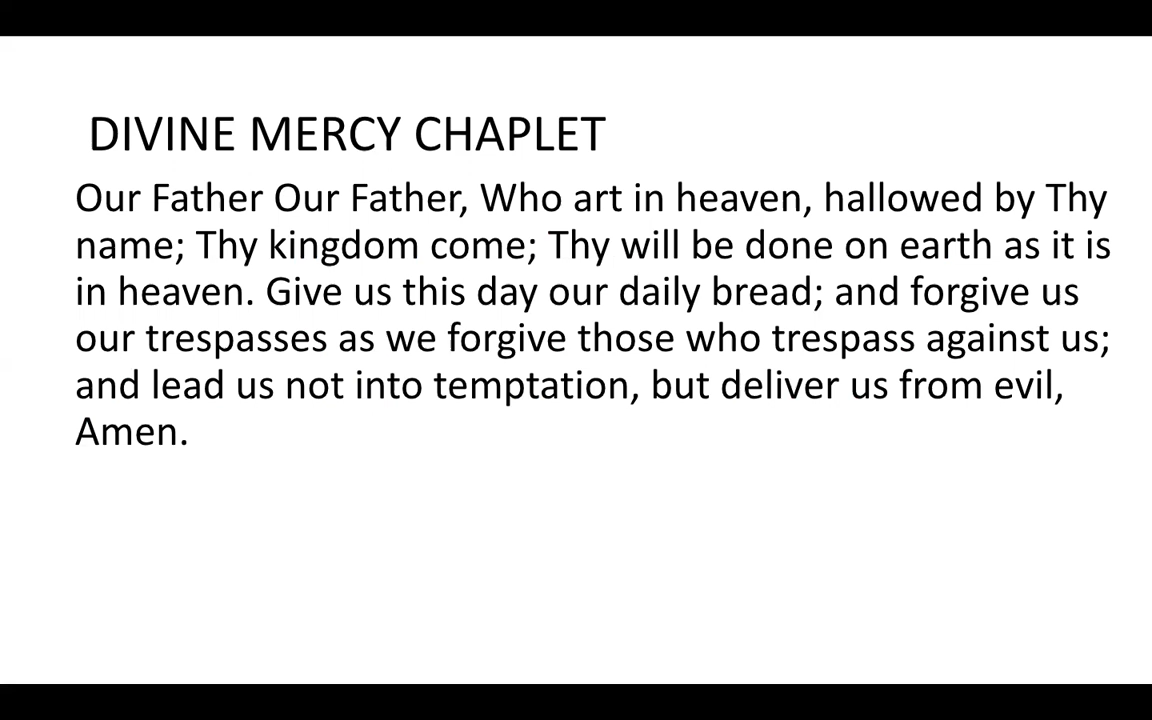 DIVINE MERCY CHAPLET
Our Father Our Father, Who art in heaven, hallowed by Thy
name; Thy kingdom come; Thy will be done on earth as it is
in heaven. Give us this day our daily bread; and forgive us
our trespasses as we forgive those who trespass against us;
and lead us not into temptation, but deliver us from evil,
Amen.